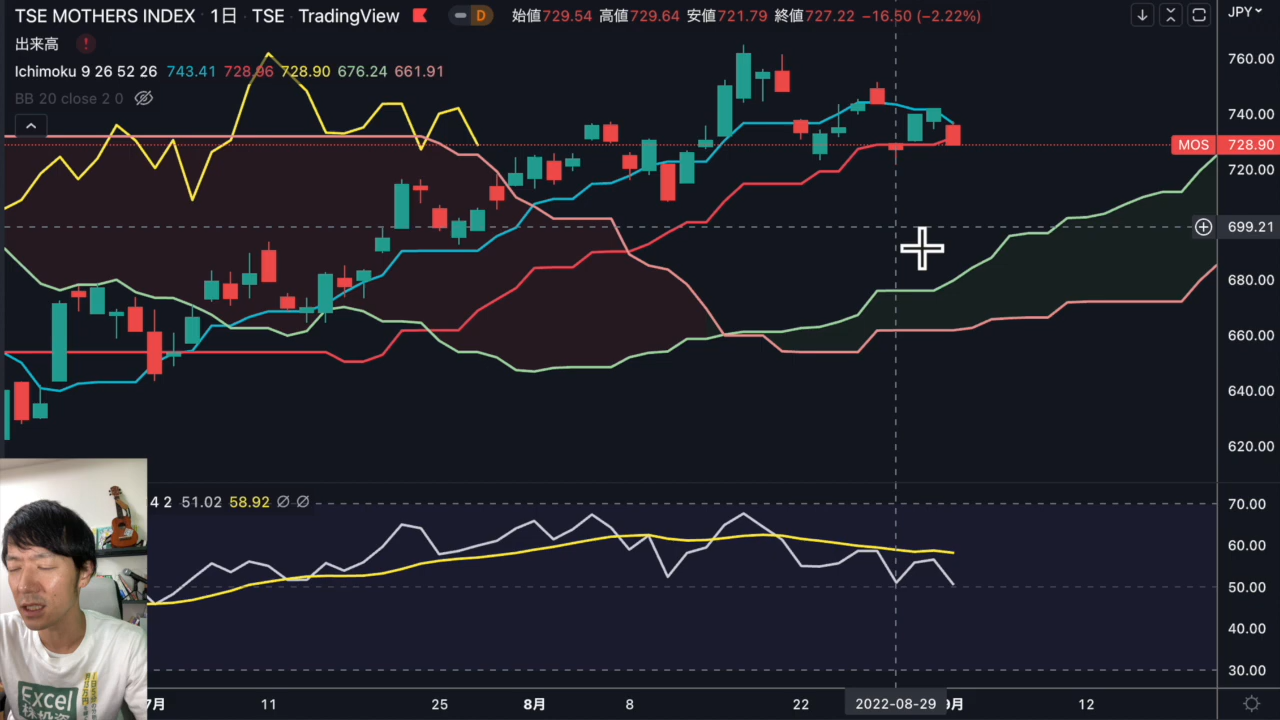 TSE MOTHERS INDEX · 1日 · TSE · TradingView D 始値729.54 高値729.64 安値721.79 終値727.22 −16.50 (−2.22%) JPY
出来高 !
Ichimoku 9 26 52 26 743.41 728.96 728.90 676.24 661.91
BB 20 close 2 0
760.00
740.00
MOS 728.90
720.00
699.21
680.00
660.00
640.00
620.00
4 2 51.02 58.92 ∅ ∅
70.00
60.00
50.00
40.00
30.00
7月 11 25 8月 8 22 2022-08-29 9月 12
Excel
株投資